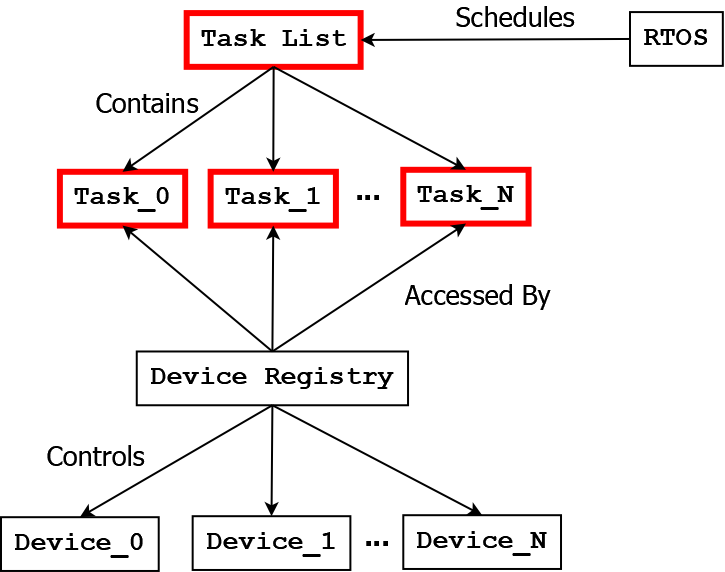 Schedules
Task List
RTOS
Contains
Task_0
Task_1
...
Task_N
Accessed By
Device Registry
Controls
Device_0
Device_1
...
Device_N